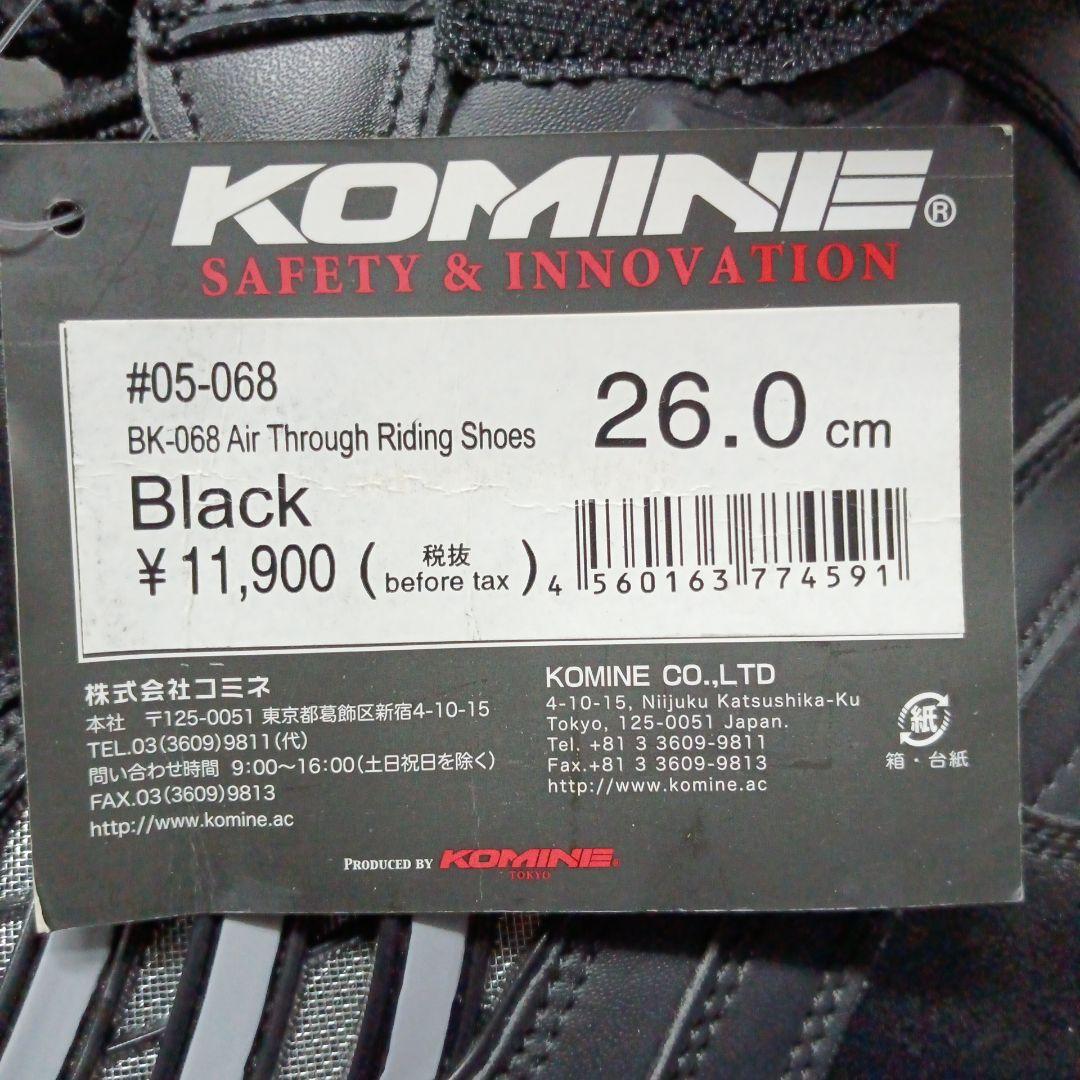 KOMINE®
SAFETY & INNOVATION
#05-068
BK-068 Air Through Riding Shoes
Black
¥11,900 (税抜 before tax)
26.0 cm
4 560163 774591
株式会社コミネ
本社 〒125-0051 東京都葛飾区新宿4-10-15
TEL.03(3609)9811(代)
問い合わせ時間 9:00～16:00(土日祝日を除く)
FAX.03(3609)9813
http://www.komine.ac
KOMINE CO.,LTD
4-10-15, Niijuku Katsushika-Ku
Tokyo, 125-0051 Japan.
Tel. +81 3 3609-9811
Fax.+81 3 3609-9813
http://www.komine.ac
紙
箱・台紙
PRODUCED BY KOMINE®
TOKYO